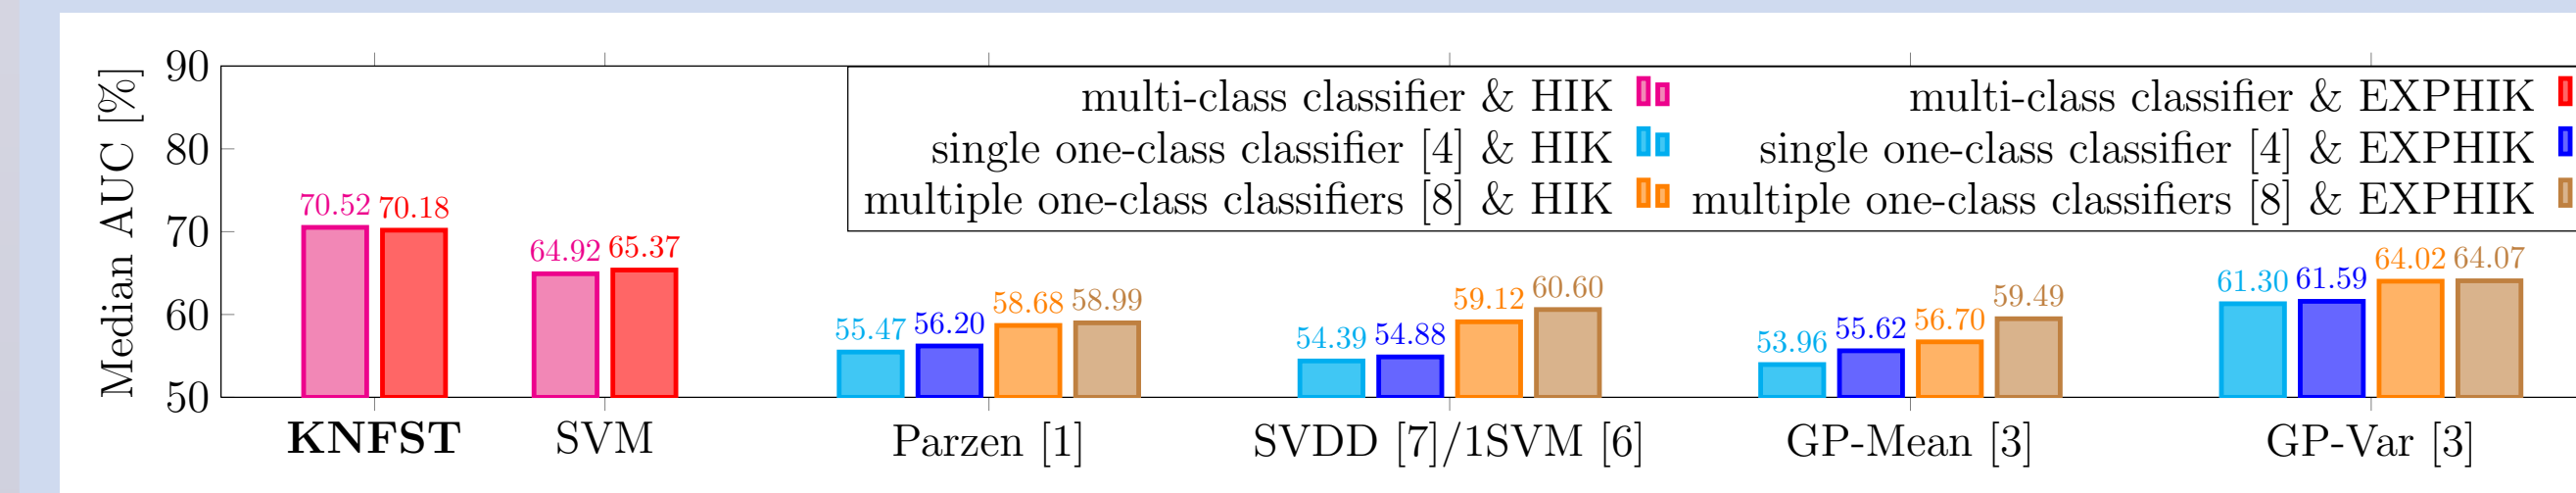 Median AUC [%]
90
80
70
60
50
multi-class classifier & HIK
multi-class classifier & EXPHIK
single one-class classifier [4] & HIK
single one-class classifier [4] & EXPHIK
multiple one-class classifiers [8] & HIK
multiple one-class classifiers [8] & EXPHIK
70.52 70.18
64.92 65.37
55.47 56.20 58.68 58.99
54.39 54.88 59.12 60.60
53.96 55.62 56.70 59.49
61.30 61.59 64.02 64.07
KNFST
SVM
Parzen [1]
SVDD [7]/1SVM [6]
GP-Mean [3]
GP-Var [3]